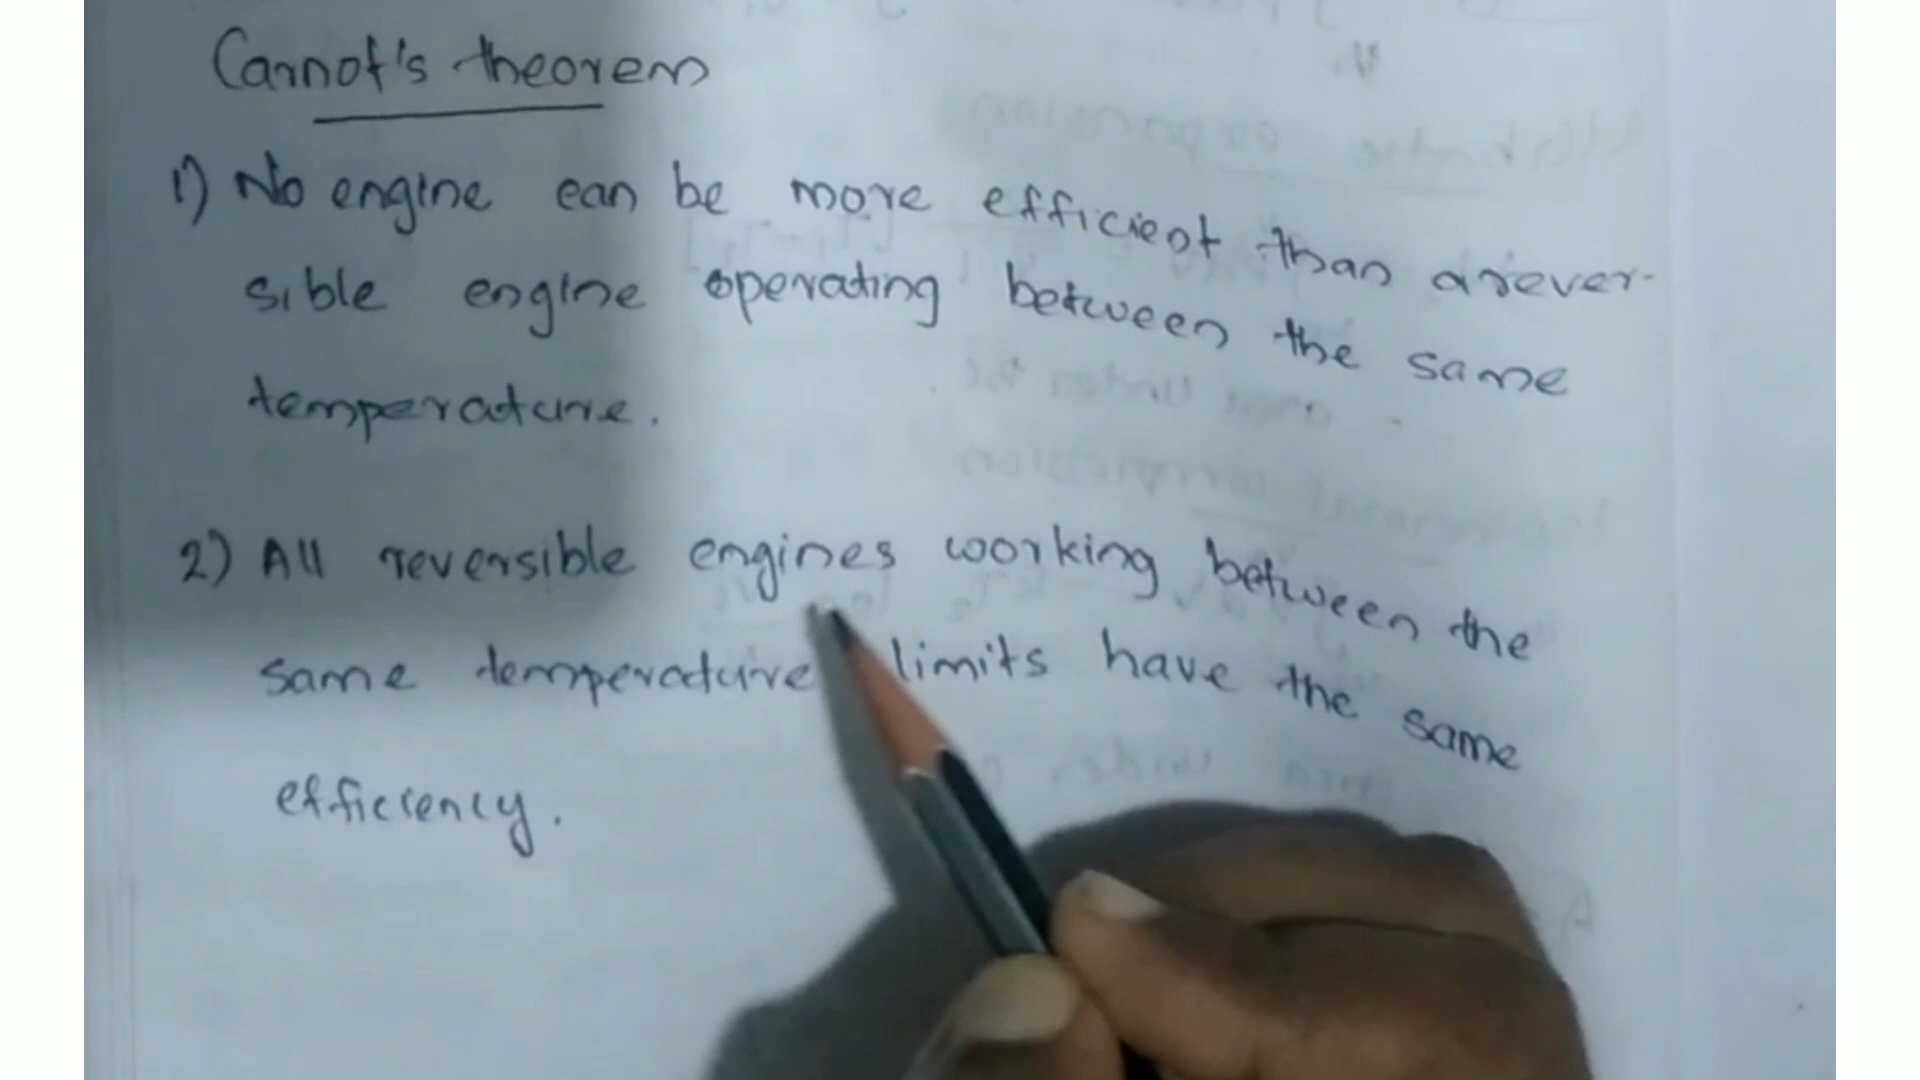 Carnot's theorem
1) No engine can be more efficient than a rever-
sible engine operating between the same
temperature.
2) All reversible engines working between the
same temperature limits have the same
efficiency.